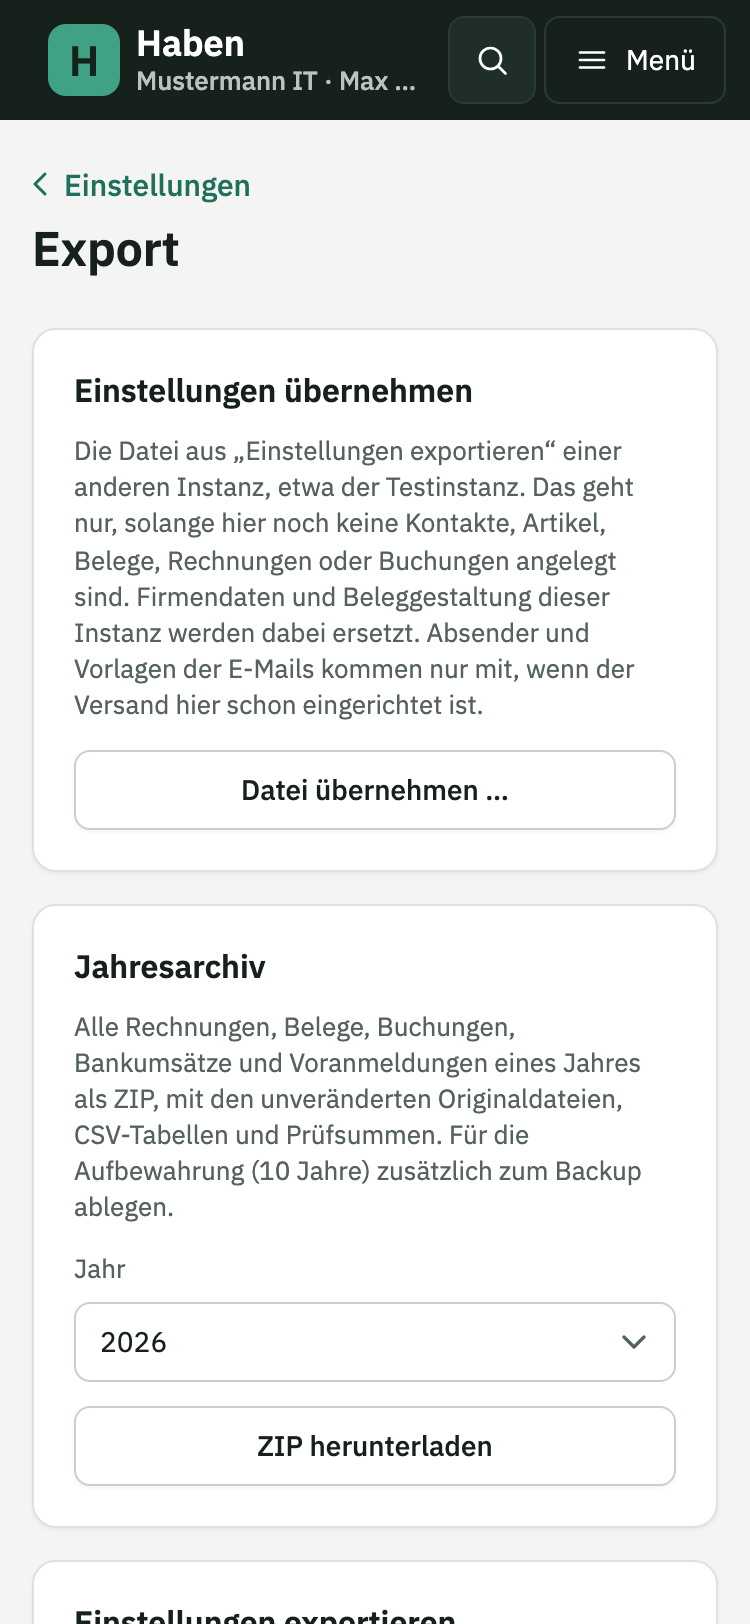 H
Haben
Mustermann IT · Max ...
Menü
Einstellungen
Export
Einstellungen übernehmen
Die Datei aus „Einstellungen exportieren“ einer
anderen Instanz, etwa der Testinstanz. Das geht
nur, solange hier noch keine Kontakte, Artikel,
Belege, Rechnungen oder Buchungen angelegt
sind. Firmendaten und Beleggestaltung dieser
Instanz werden dabei ersetzt. Absender und
Vorlagen der E-Mails kommen nur mit, wenn der
Versand hier schon eingerichtet ist.
Datei übernehmen ...
Jahresarchiv
Alle Rechnungen, Belege, Buchungen,
Bankumsätze und Voranmeldungen eines Jahres
als ZIP, mit den unveränderten Originaldateien,
CSV-Tabellen und Prüfsummen. Für die
Aufbewahrung (10 Jahre) zusätzlich zum Backup
ablegen.
Jahr
2026
ZIP herunterladen
Einstellungen exportieren